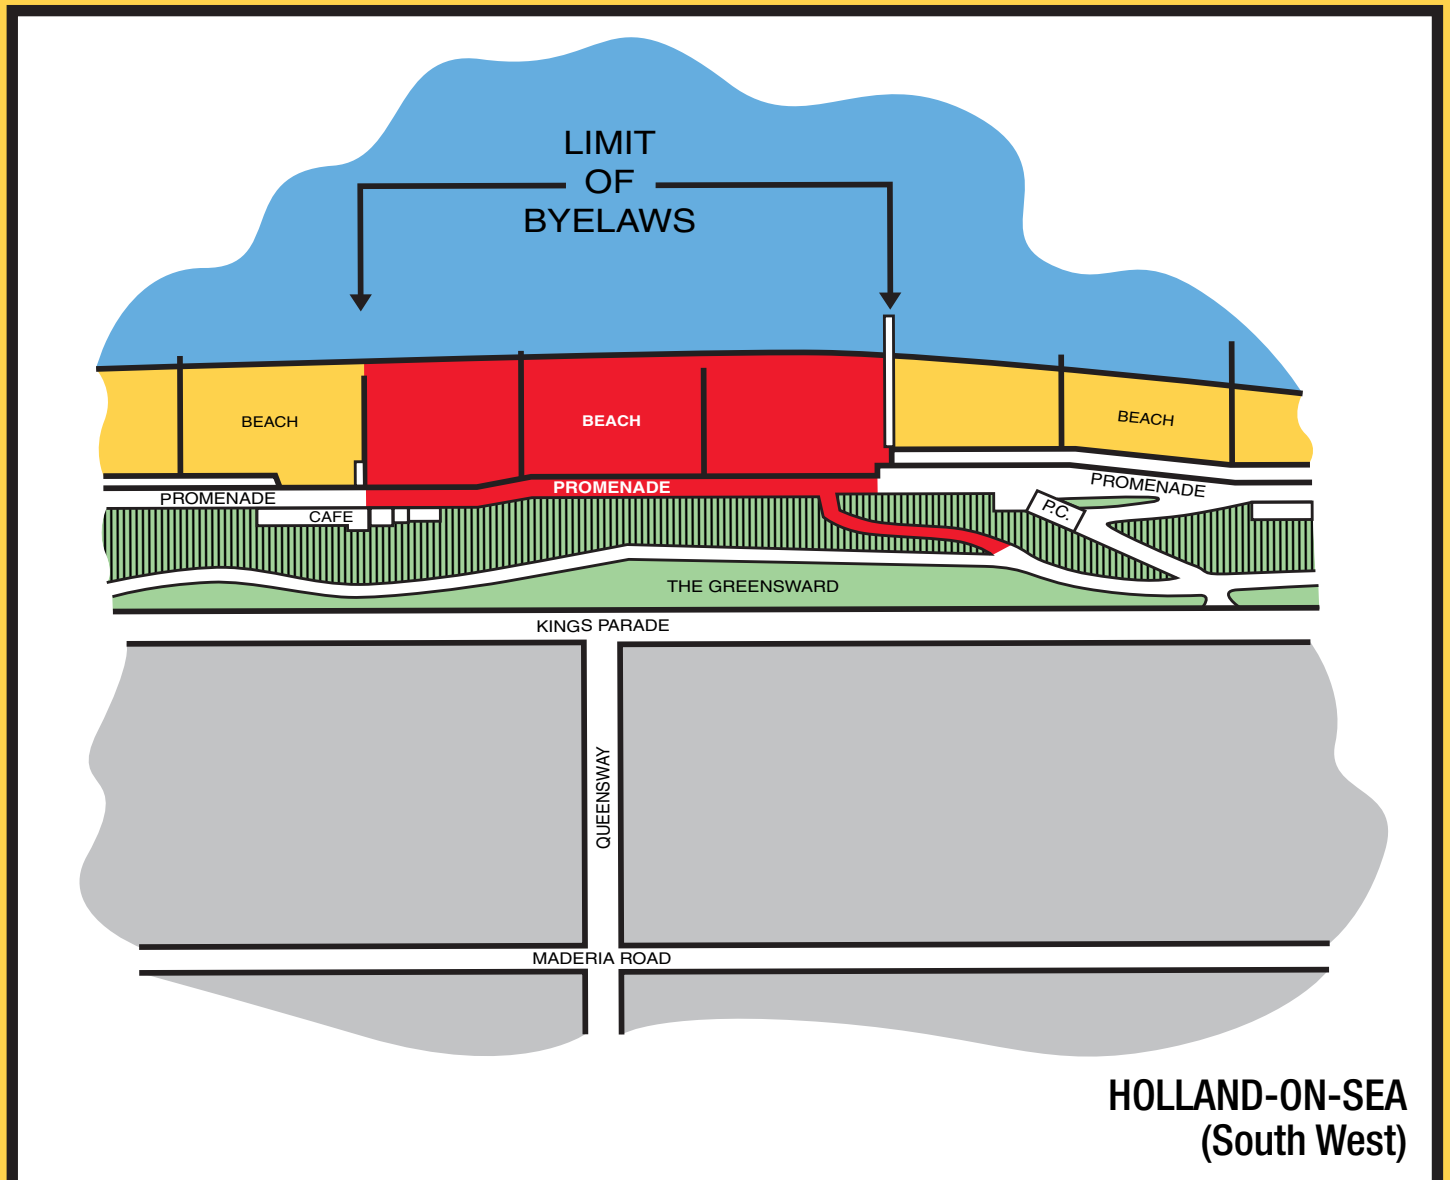 LIMIT
OF
BYELAWS
BEACH
BEACH
BEACH
PROMENADE
PROMENADE
PROMENADE
CAFE
P.C.
THE GREENSWARD
KINGS PARADE
QUEENSWAY
MADERIA ROAD
HOLLAND-ON-SEA
(South West)